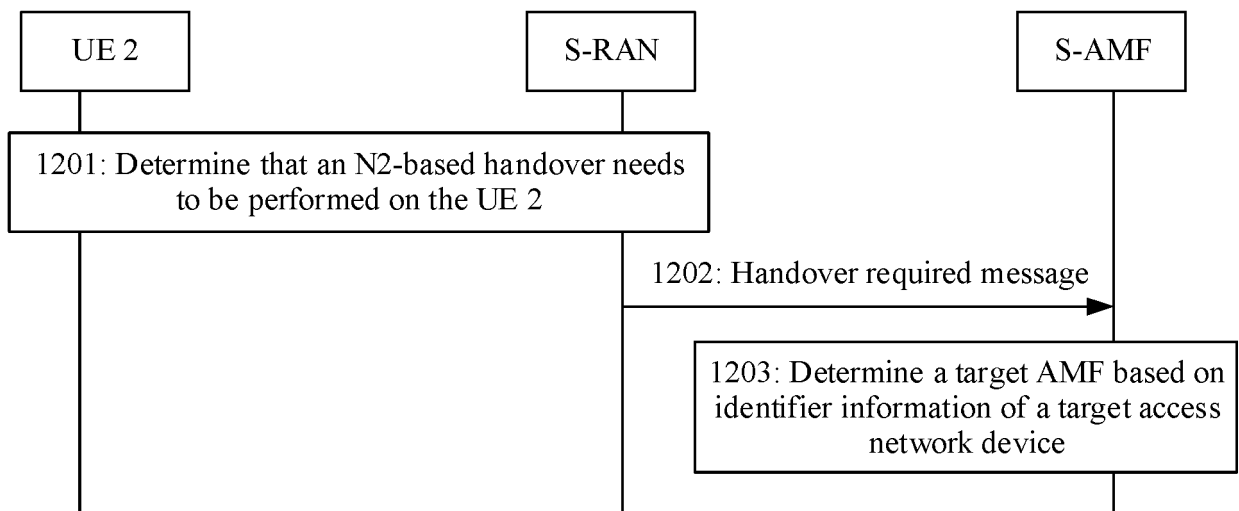 UE 2
S-RAN
S-AMF
1201: Determine that an N2-based handover needs
to be performed on the UE 2
1202: Handover required message
1203: Determine a target AMF based on
identifier information of a target access
network device